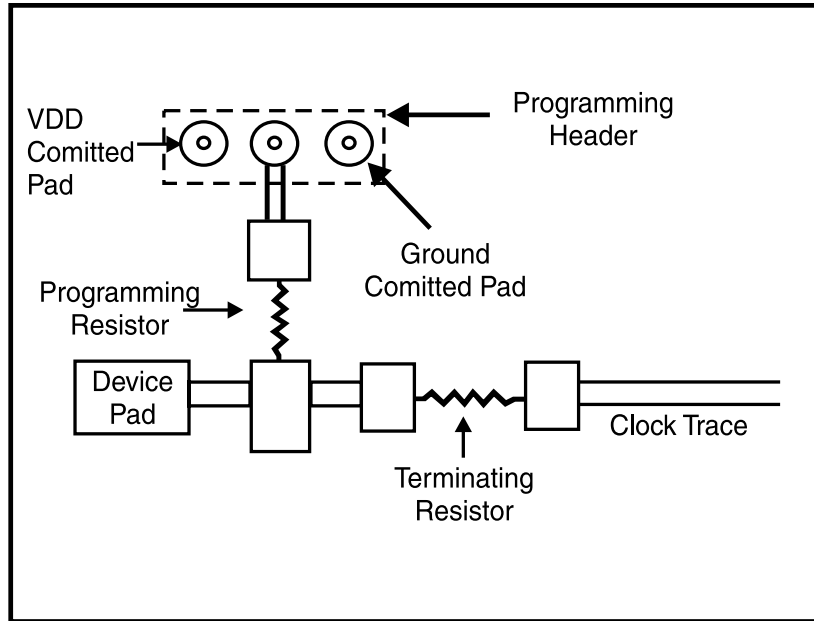 VDD
Comitted
Pad
Programming
Header
Ground
Comitted Pad
Programming
Resistor
Device
Pad
Clock Trace
Terminating
Resistor